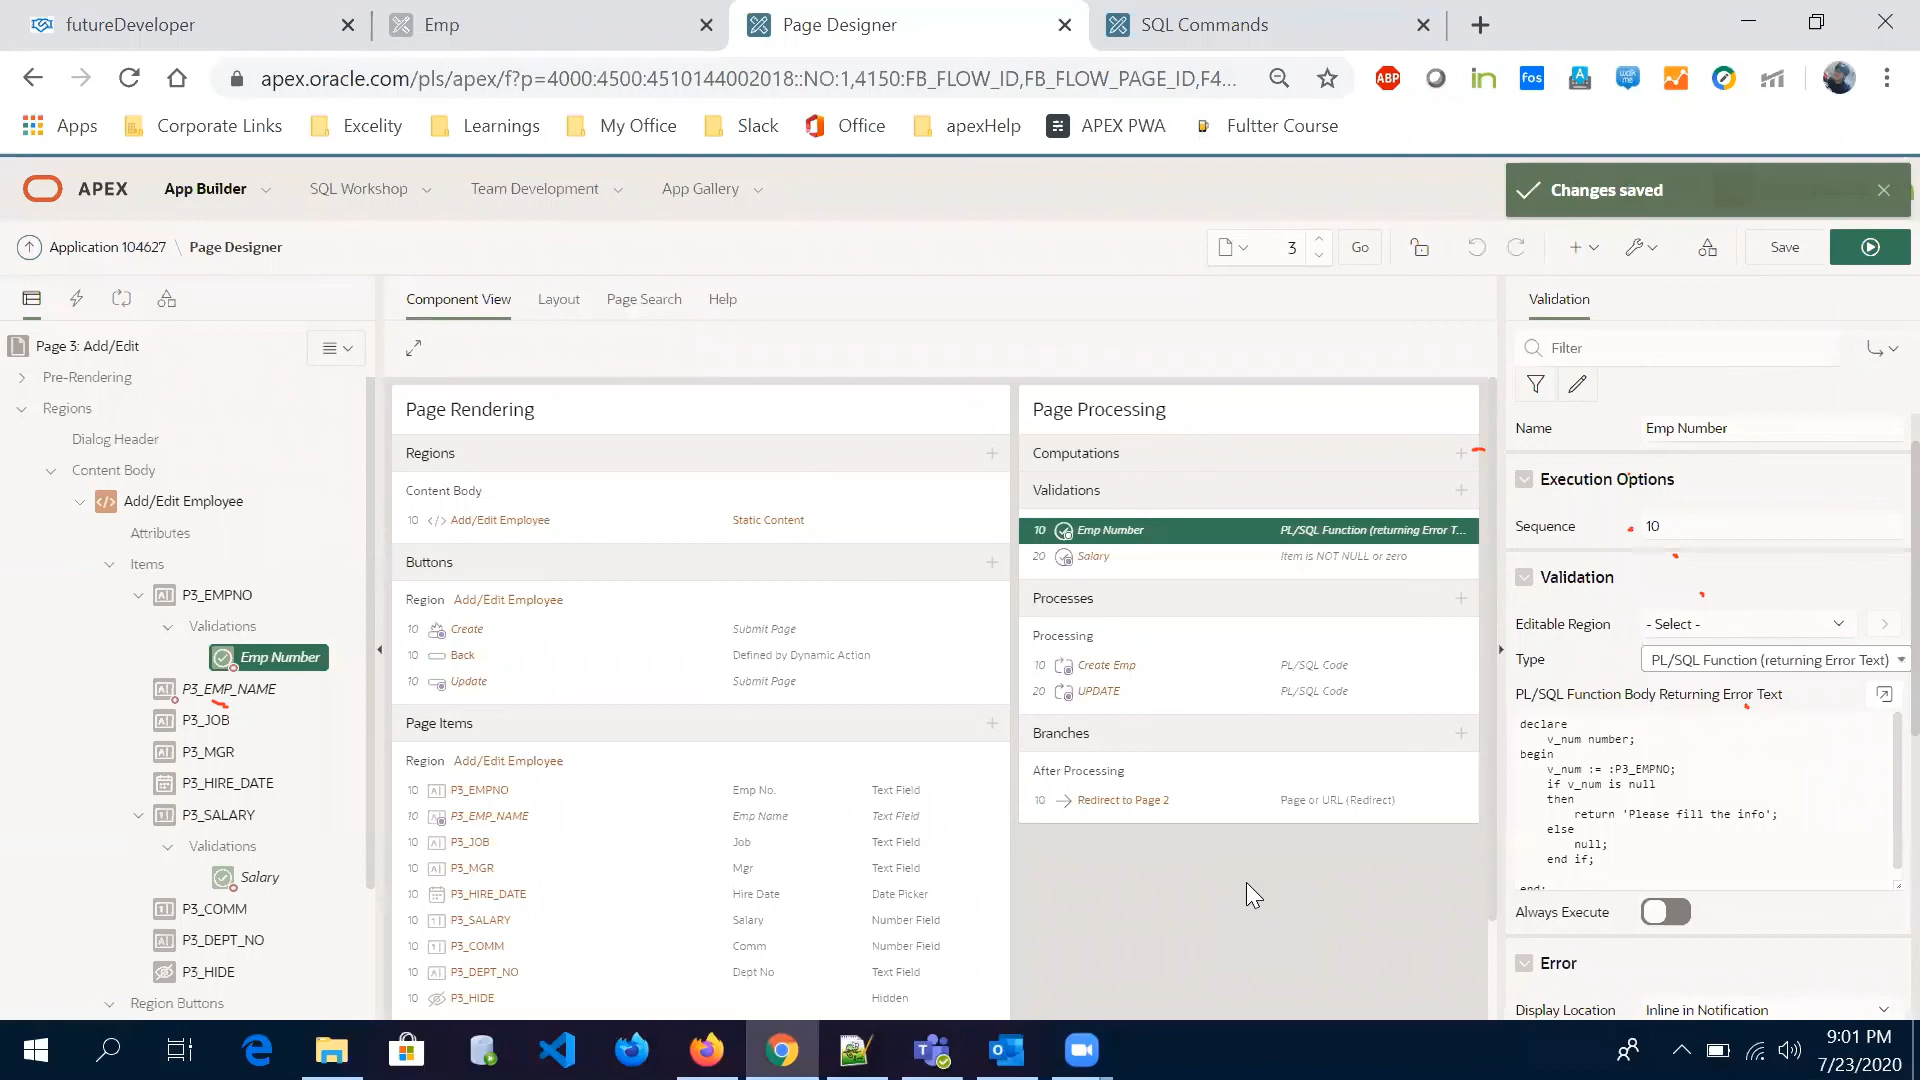 futureDeveloper
Emp
Page Designer
SQL Commands
apex.oracle.com/pls/apex/f?p=4000:4500:4510144002018::NO:1,4150:FB_FLOW_ID,FB_FLOW_PAGE_ID,F4...
ABP
in
fos
A
walk me
Apps
Corporate Links
Excelity
Learnings
My Office
Slack
Office
apexHelp
APEX PWA
Fultter Course
APEX
App Builder
SQL Workshop
Team Development
App Gallery
Changes saved
Application 104627 \ Page Designer
3
Go
Save
Component View
Layout
Page Search
Help
Validation
Page 3: Add/Edit
Pre-Rendering
Regions
Dialog Header
Content Body
Add/Edit Employee
Attributes
Items
P3_EMPNO
Validations
Emp Number
P3_EMP_NAME
P3_JOB
P3_MGR
P3_HIRE_DATE
P3_SALARY
Validations
Salary
P3_COMM
P3_DEPT_NO
P3_HIDE
Region Buttons
Page Rendering
Regions
Content Body
10 Add/Edit Employee Static Content
Buttons
Region Add/Edit Employee
10 Create Submit Page
10 Back Defined by Dynamic Action
10 Update Submit Page
Page Items
Region Add/Edit Employee
10 P3_EMPNO Emp No. Text Field
10 P3_EMP_NAME Emp Name Text Field
10 P3_JOB Job Text Field
10 P3_MGR Mgr Text Field
10 P3_HIRE_DATE Hire Date Date Picker
10 P3_SALARY Salary Number Field
10 P3_COMM Comm Number Field
10 P3_DEPT_NO Dept No Text Field
10 P3_HIDE Hidden
Page Processing
Computations
Validations
10 Emp Number PL/SQL Function (returning Error T...
20 Salary Item is NOT NULL or zero
Processes
Processing
10 Create Emp PL/SQL Code
20 UPDATE PL/SQL Code
Branches
After Processing
10 Redirect to Page 2 Page or URL (Redirect)
Filter
Name Emp Number
Execution Options
Sequence 10
Validation
Editable Region - Select -
Type PL/SQL Function (returning Error Text)
PL/SQL Function Body Returning Error Text
declare
v_num number;
begin
v_num := :P3_EMPNO;
if v_num is null
then
return 'Please fill the info';
else
null;
end if;
end;
Always Execute
Error
Display Location Inline in Notification
9:01 PM
7/23/2020